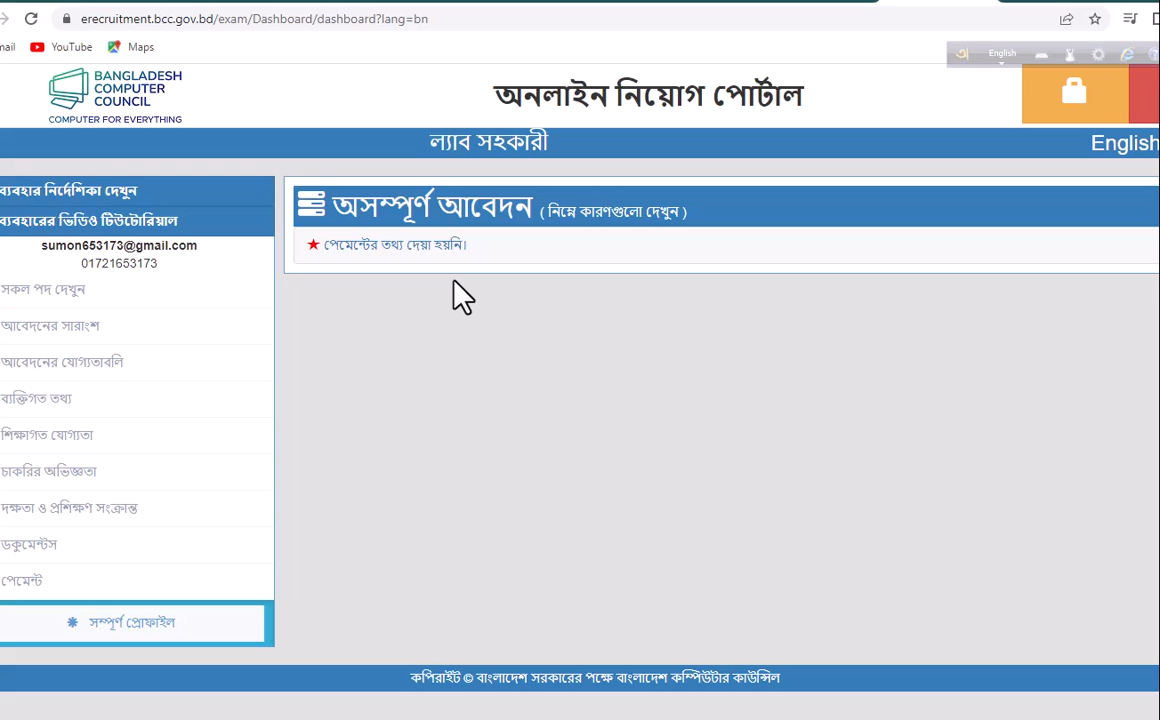 erecruitment.bcc.gov.bd/exam/Dashboard/dashboard?lang=bn
mail YouTube Maps
English
BANGLADESH
COMPUTER
COUNCIL
COMPUTER FOR EVERYTHING
অনলাইন নিয়োগ পোর্টাল
ল্যাব সহকারী
English
ব্যবহার নির্দেশিকা দেখুন
ব্যবহারের ভিডিও টিউটোরিয়াল
sumon653173@gmail.com
01721653173
সকল পদ দেখুন
আবেদনের সারাংশ
আবেদনের যোগ্যতাবলি
ব্যক্তিগত তথ্য
শিক্ষাগত যোগ্যতা
চাকরির অভিজ্ঞতা
দক্ষতা ও প্রশিক্ষণ সংক্রান্ত
ডকুমেন্টস
পেমেন্ট
সম্পূর্ণ প্রোফাইল
অসম্পূর্ণ আবেদন ( নিম্নে কারণগুলো দেখুন )
পেমেন্টের তথ্য দেয়া হয়নি।
কপিরাইট © বাংলাদেশ সরকারের পক্ষে বাংলাদেশ কম্পিউটার কাউন্সিল